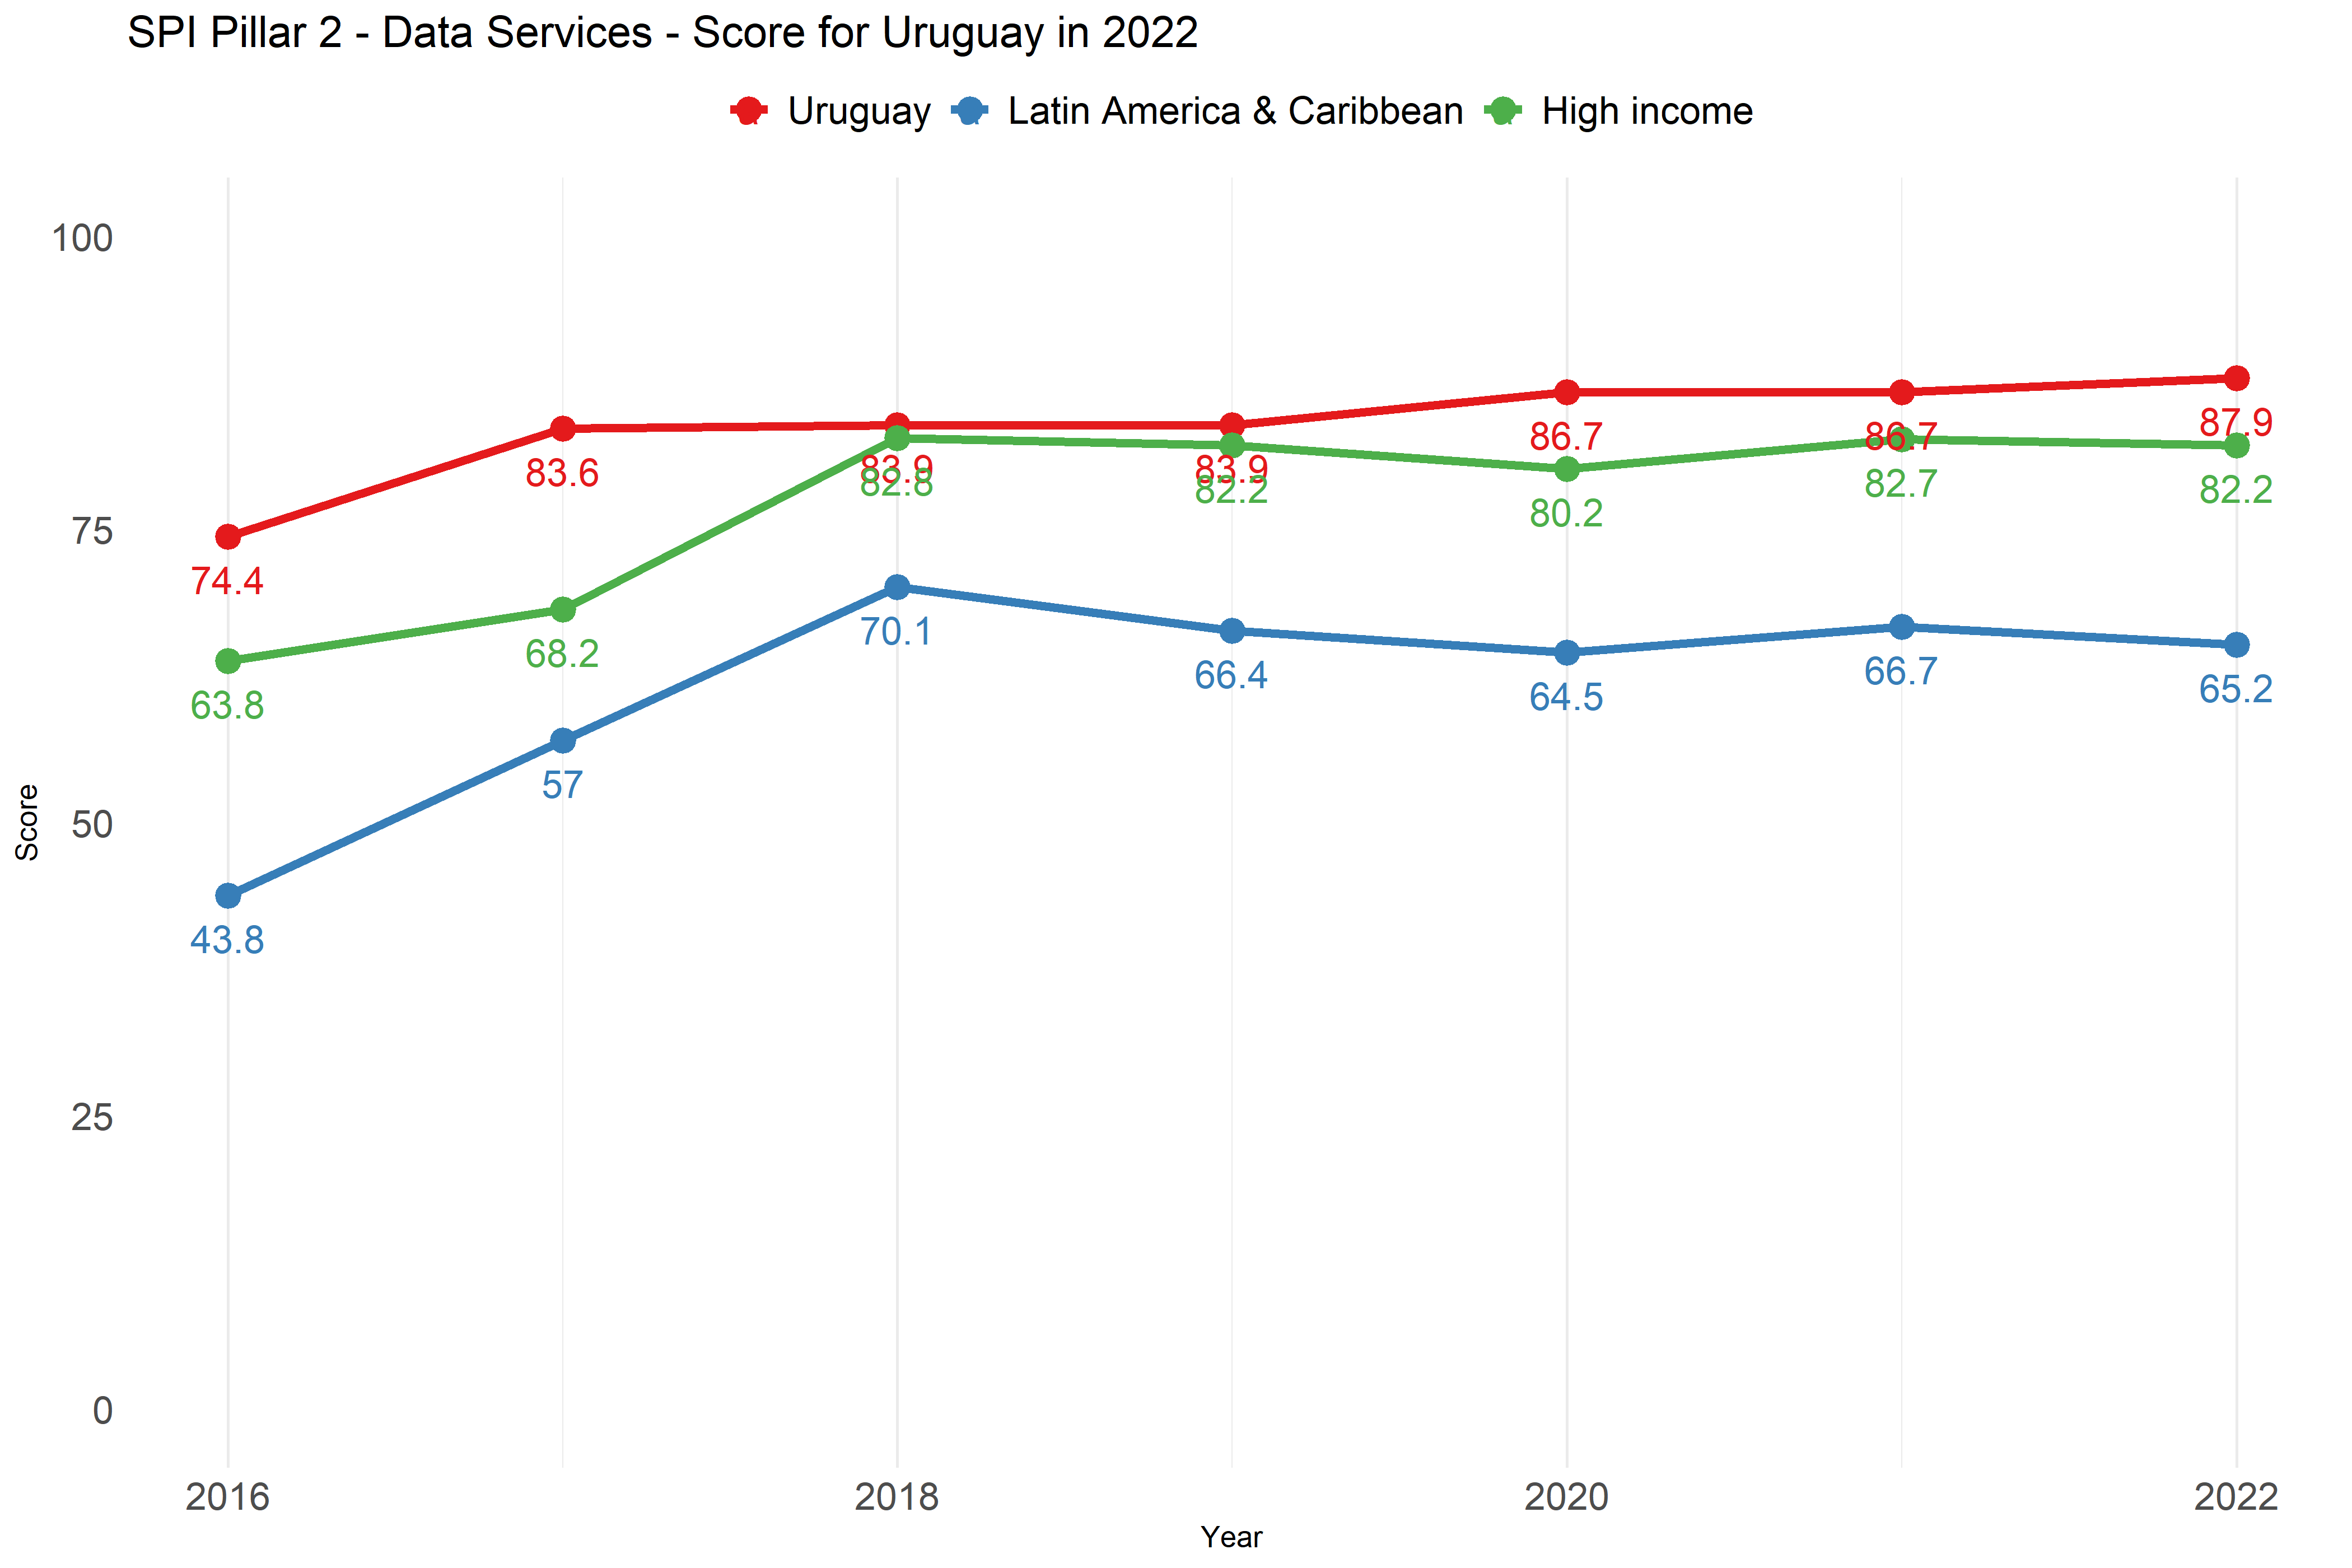 SPI Pillar 2 - Data Services - Score for Uruguay in 2022
Uruguay Latin America & Caribbean High income
100
75
50
25
0
Score
87.9
86.7 86.7
83.6 83.9 83.9
82.8 82.2 80.2 82.7 82.2
74.4
68.2
63.8
70.1 66.4 64.5 66.7 65.2
57
43.8
2016 2018 2020 2022
Year